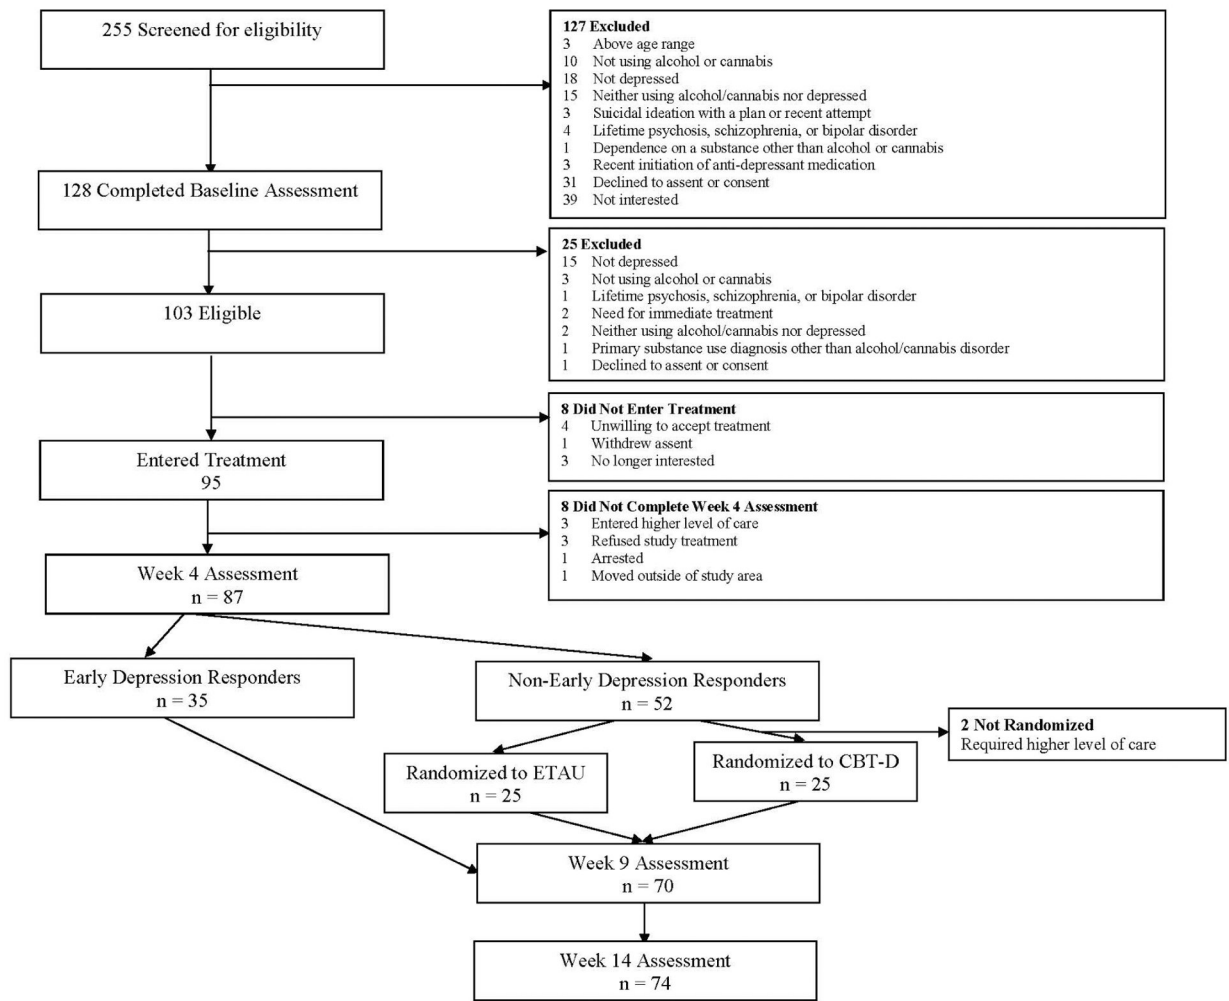 255 Screened for eligibility
127 Excluded
3 Above age range
10 Not using alcohol or cannabis
18 Not depressed
15 Neither using alcohol/cannabis nor depressed
3 Suicidal ideation with a plan or recent attempt
4 Lifetime psychosis, schizophrenia, or bipolar disorder
1 Dependence on a substance other than alcohol or cannabis
3 Recent initiation of anti-depressant medication
31 Declined to assent or consent
39 Not interested
128 Completed Baseline Assessment
25 Excluded
15 Not depressed
3 Not using alcohol or cannabis
1 Lifetime psychosis, schizophrenia, or bipolar disorder
2 Need for immediate treatment
2 Neither using alcohol/cannabis nor depressed
1 Primary substance use diagnosis other than alcohol/cannabis disorder
1 Declined to assent or consent
103 Eligible
8 Did Not Enter Treatment
4 Unwilling to accept treatment
1 Withdrew assent
3 No longer interested
Entered Treatment
95
8 Did Not Complete Week 4 Assessment
3 Entered higher level of care
3 Refused study treatment
1 Arrested
1 Moved outside of study area
Week 4 Assessment
n = 87
Early Depression Responders
n = 35
Non-Early Depression Responders
n = 52
2 Not Randomized
Required higher level of care
Randomized to ETAU
n = 25
Randomized to CBT-D
n = 25
Week 9 Assessment
n = 70
Week 14 Assessment
n = 74